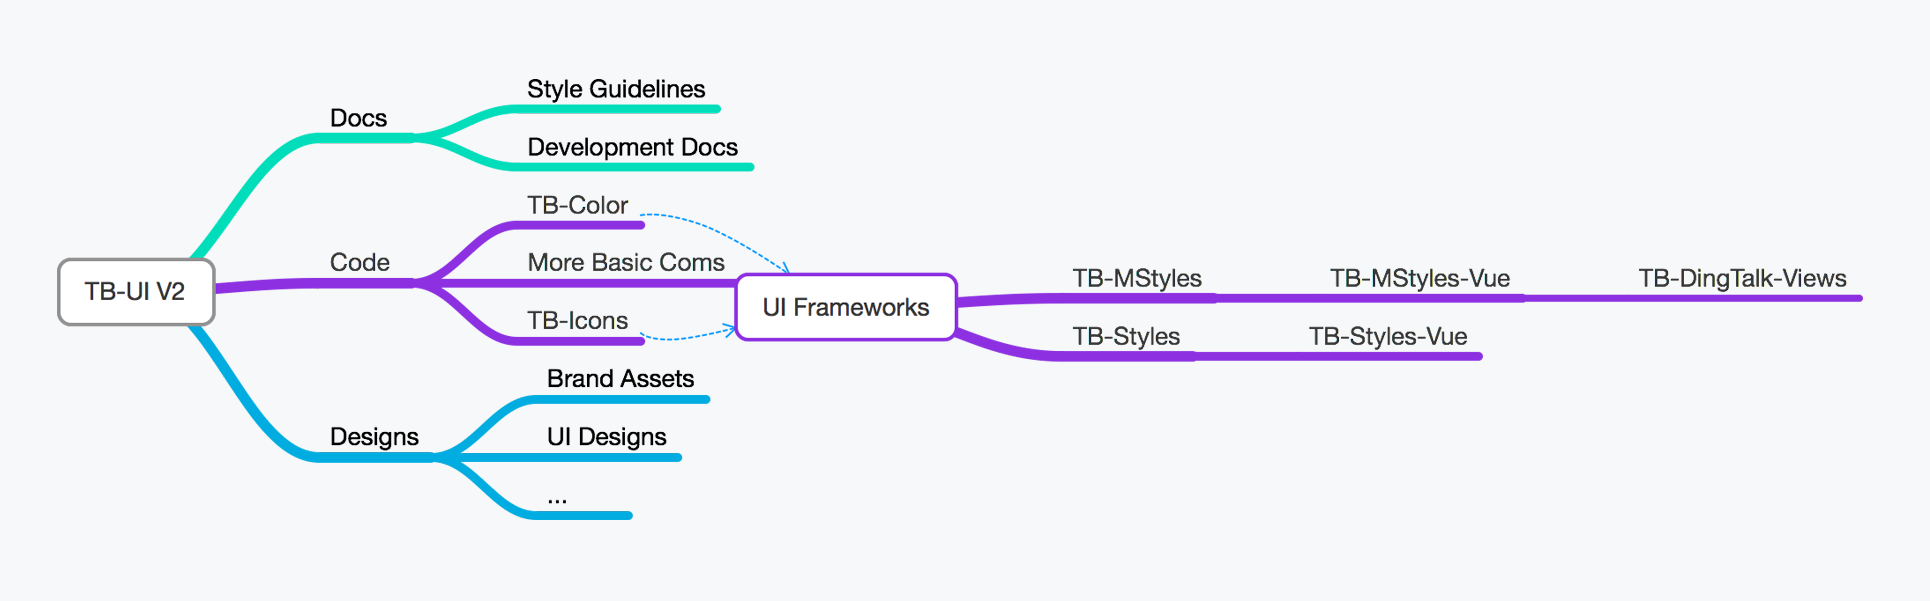 Style Guidelines
Docs
Development Docs
TB-Color
Code
More Basic Coms
TB-UI V2
UI Frameworks
TB-MStyles
TB-MStyles-Vue
TB-DingTalk-Views
TB-Icons
TB-Styles
TB-Styles-Vue
Brand Assets
Designs
UI Designs
...